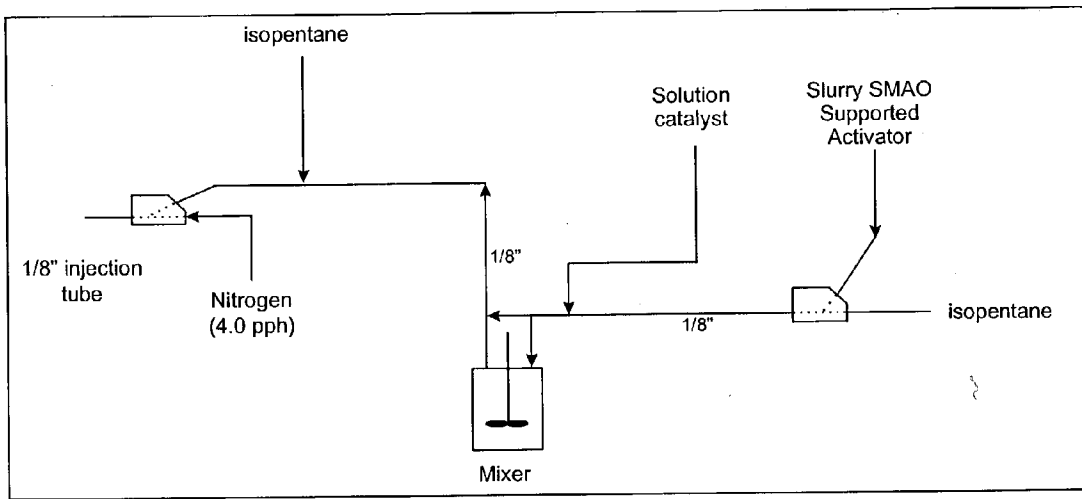 isopentane
Solution
catalyst
Slurry SMAO
Supported
Activator
1/8" injection
tube
Nitrogen
(4.0 pph)
1/8"
1/8"
isopentane
Mixer